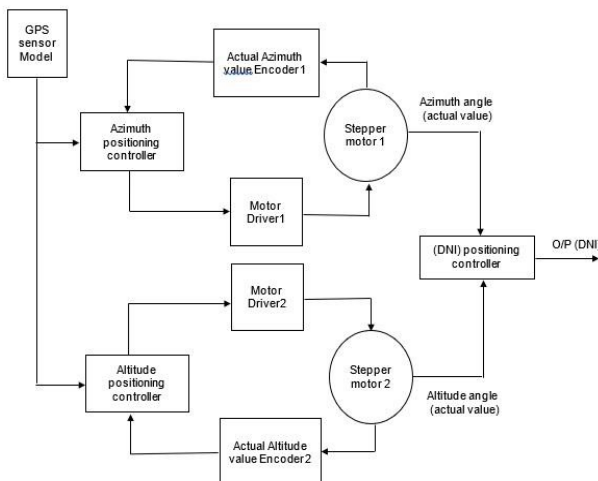 GPS
sensor
Model
Actual Azimuth
value Encoder1
Azimuth
positioning
controller
Stepper
motor 1
Azimuth angle
(actual value)
Motor
Driver1
(DNI) positioning
controller
O/P (DNI)
Motor
Driver2
Altitude
positioning
controller
Stepper
motor 2
Altitude angle
(actual value)
Actual Altitude
value Encoder2